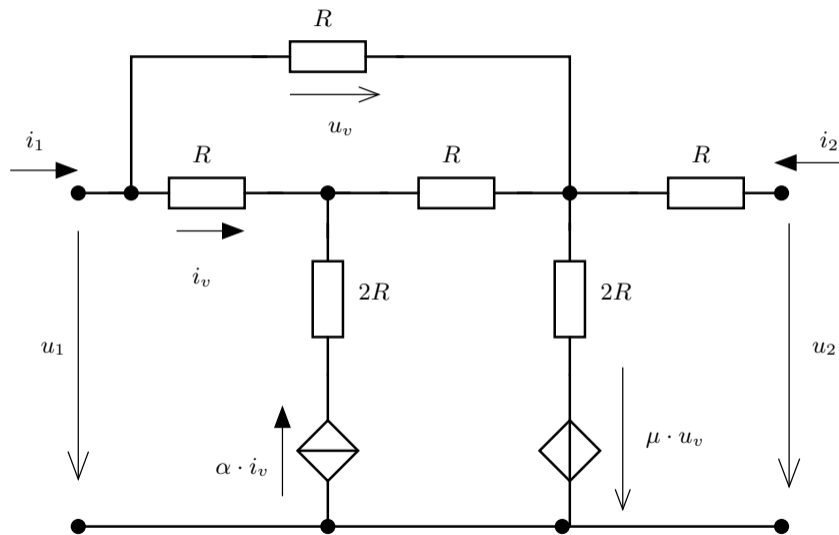 R
u_v
i_1
R
R
R
i_2
i_v
2R
2R
u_1
u_2
α · i_v
μ · u_v